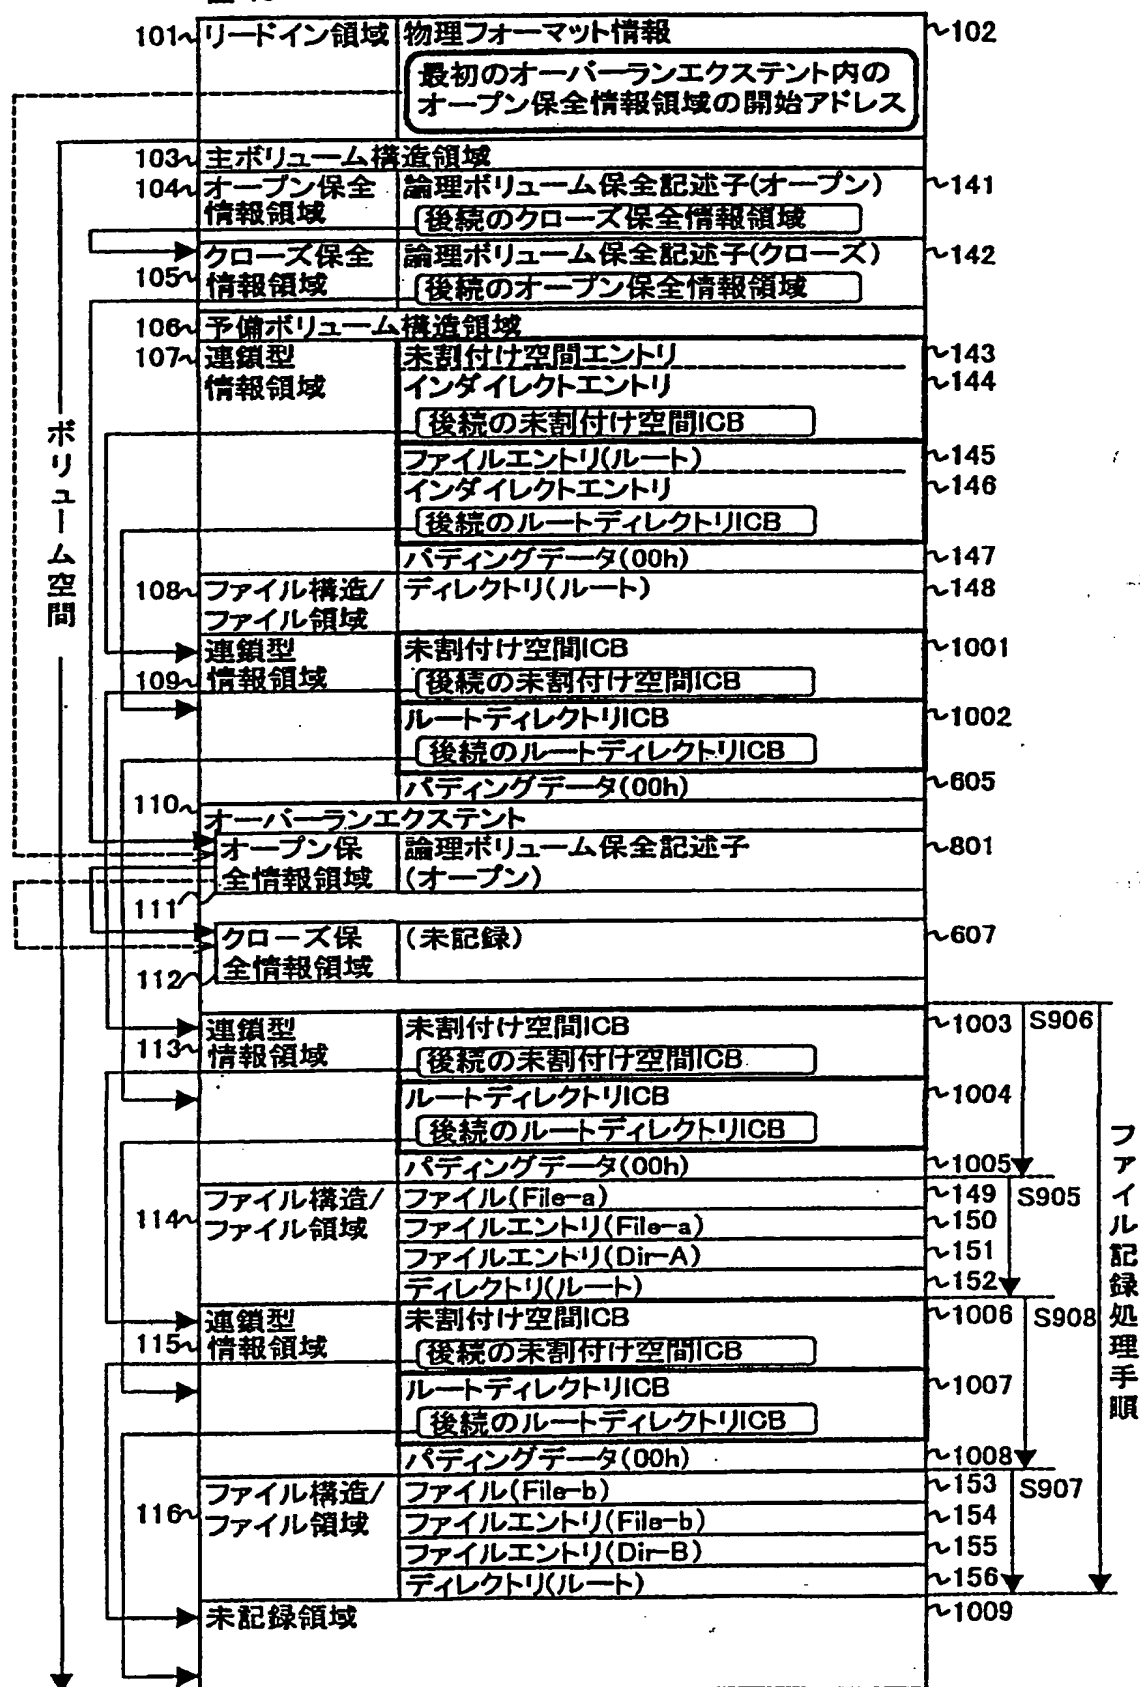 101 リードイン領域 物理フォーマット情報 102
最初のオーバーランエクステント内の
オープン保全情報領域の開始アドレス
103 主ボリューム構造領域
104 オープン保全 論理ボリューム保全記述子(オープン) 141
情報領域 後続のクローズ保全情報領域
クローズ保全 論理ボリューム保全記述子(クローズ) 142
105 情報領域 後続のオープン保全情報領域
106 予備ボリューム構造領域
107 連鎖型 未割付け空間エントリ 143
情報領域 インダイレクトエントリ 144
後続の未割付け空間ICB
ファイルエントリ(ルート) 145
インダイレクトエントリ 146
後続のルートディレクトリICB
パディングデータ(00h) 147
108 ファイル構造/ ディレクトリ(ルート) 148
ファイル領域
連鎖型 未割付け空間ICB 1001
109 情報領域 後続の未割付け空間ICB
ルートディレクトリICB 1002
後続のルートディレクトリICB
パディングデータ(00h) 605
110 オーバーランエクステント
オープン保 論理ボリューム保全記述子 801
全情報領域 (オープン)
111
クローズ保 (未記録) 607
全情報領域
112
連鎖型 未割付け空間ICB 1003 S906
113 情報領域 後続の未割付け空間ICB
ルートディレクトリICB 1004
後続のルートディレクトリICB
パディングデータ(00h) 1005
ファイル構造/ ファイル(File-a) 149 S905
114 ファイル領域 ファイルエントリ(File-a) 150
ファイルエントリ(Dir-A) 151
ディレクトリ(ルート) 152
連鎖型 未割付け空間ICB 1006 S908
115 情報領域 後続の未割付け空間ICB
ルートディレクトリICB 1007
後続のルートディレクトリICB
パディングデータ(00h) 1008
ファイル構造/ ファイル(File-b) 153 S907
116 ファイル領域 ファイルエントリ(File-b) 154
ファイルエントリ(Dir-B) 155
ディレクトリ(ルート) 156
未記録領域 1009
ボリューム空間
ファイル記録処理手順